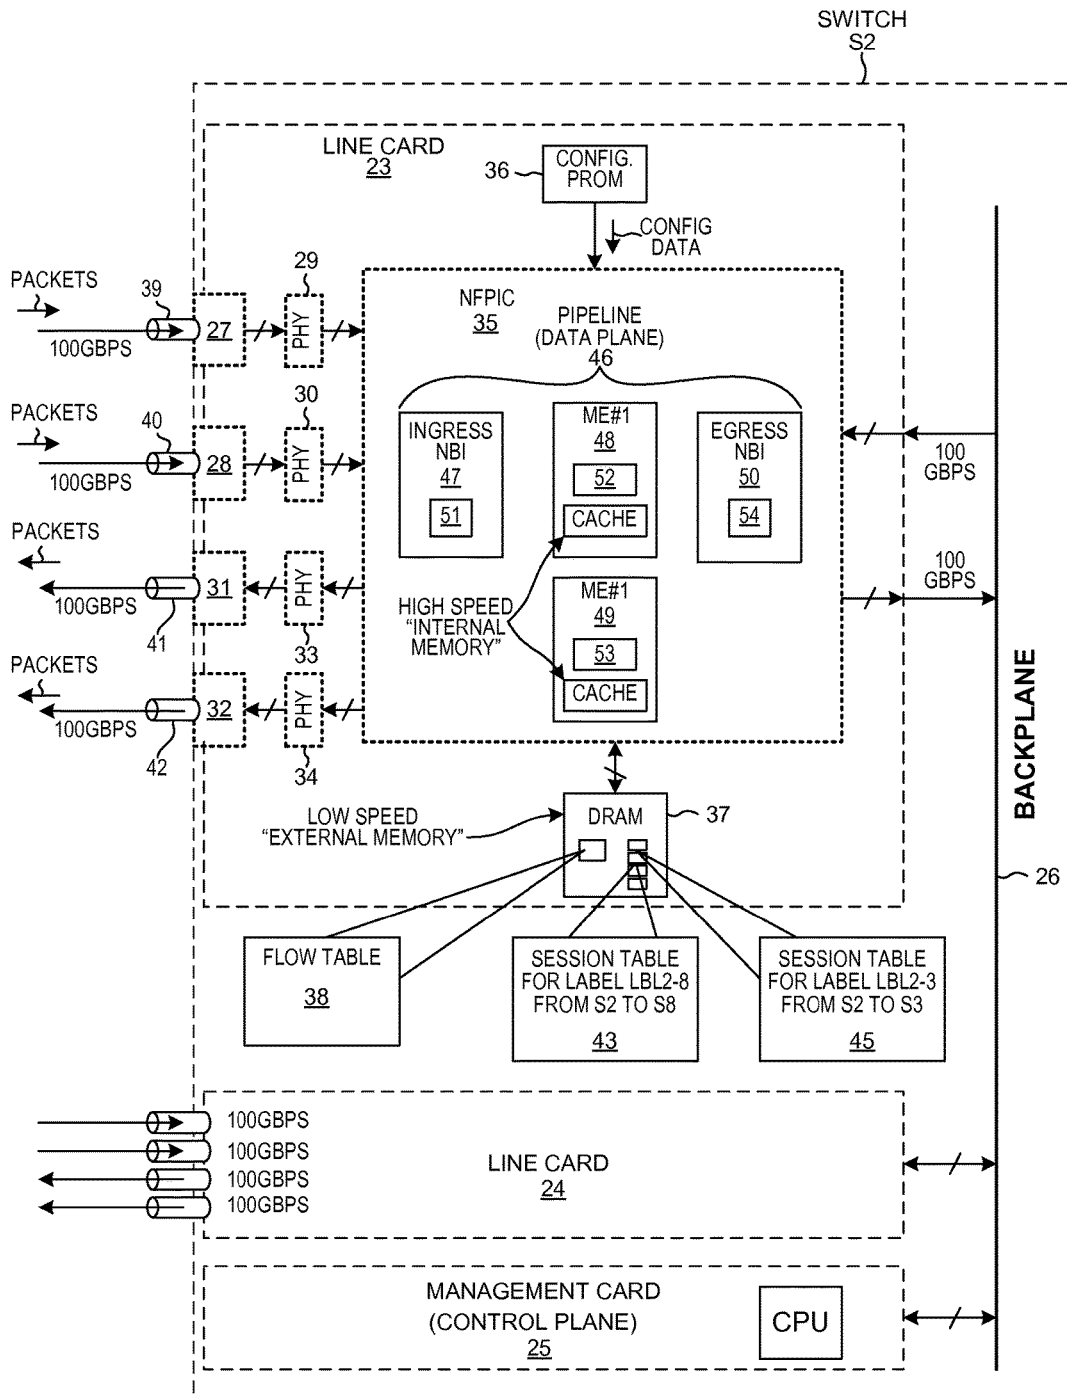 SWITCH
S2
LINE CARD
23
36
CONFIG.
PROM
CONFIG
DATA
PACKETS
39
100GBPS
27
29
PHY
NFPIC
35
PIPELINE
(DATA PLANE)
46
PACKETS
40
100GBPS
28
30
PHY
INGRESS
NBI
47
51
ME#1
48
52
CACHE
EGRESS
NBI
50
54
100
GBPS
PACKETS
100GBPS
41
31
PHY
33
HIGH SPEED
"INTERNAL
MEMORY"
ME#1
49
53
CACHE
100
GBPS
PACKETS
100GBPS
42
32
PHY
34
BACKPLANE
26
LOW SPEED
"EXTERNAL MEMORY"
DRAM
37
FLOW TABLE
38
SESSION TABLE
FOR LABEL LBL2-8
FROM S2 TO S8
43
SESSION TABLE
FOR LABEL LBL2-3
FROM S2 TO S3
45
100GBPS
100GBPS
100GBPS
100GBPS
LINE CARD
24
MANAGEMENT CARD
(CONTROL PLANE)
25
CPU